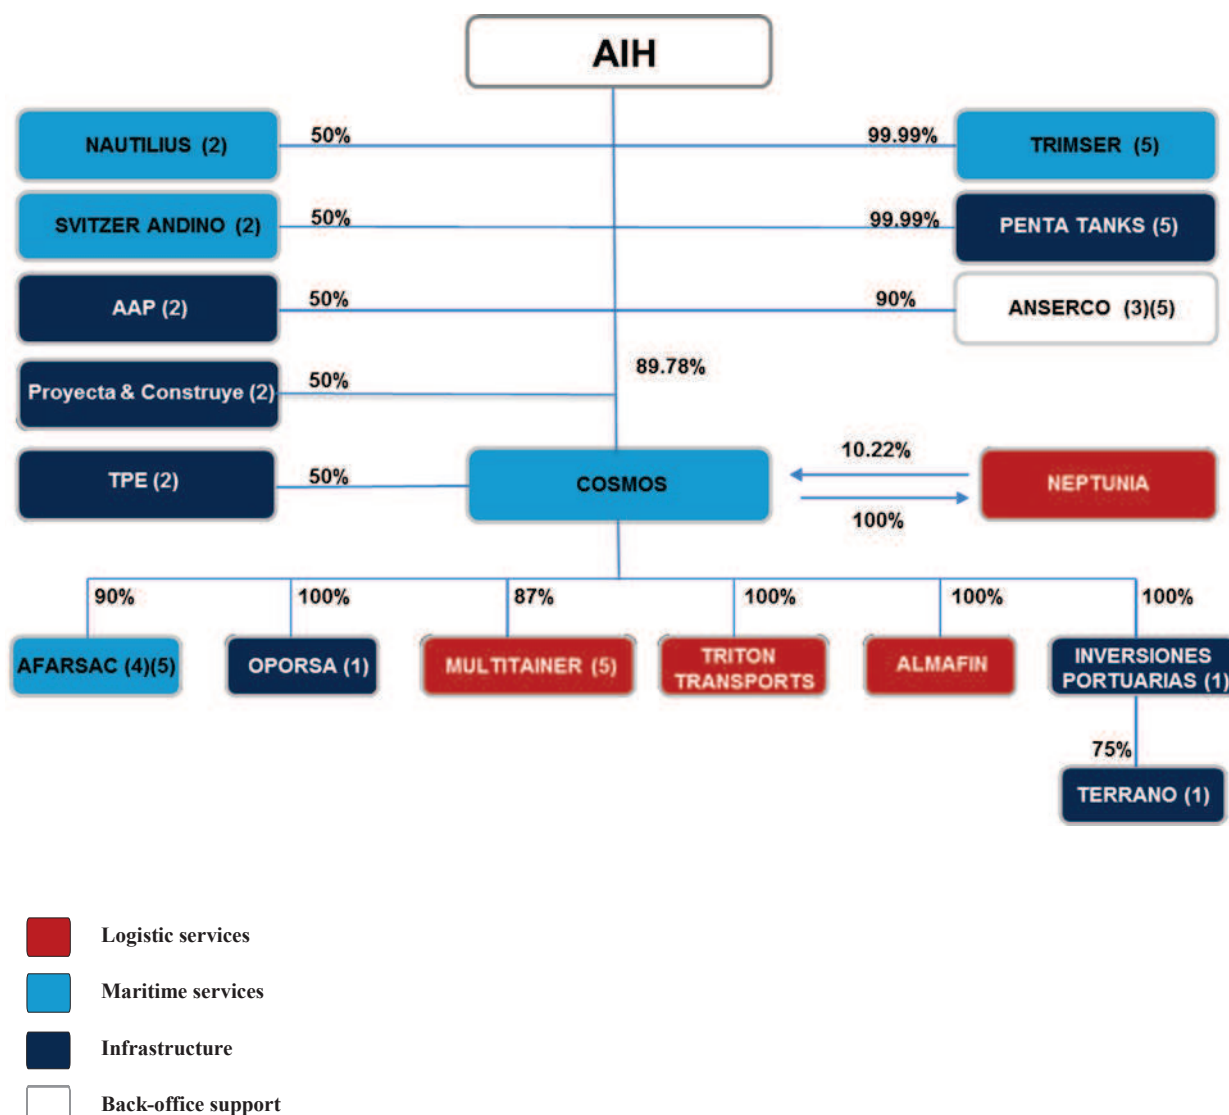 AIH
NAUTILIUS (2)
50%
99.99%
TRIMSER (5)
SVITZER ANDINO (2)
50%
99.99%
PENTA TANKS (5)
AAP (2)
50%
90%
ANSERCO (3)(5)
89.78%
Proyecta & Construye (2)
50%
TPE (2)
50%
COSMOS
10.22%
100%
NEPTUNIA
90%
100%
87%
100%
100%
100%
AFARSAC (4)(5)
OPORSA (1)
MULTITAINER (5)
TRITON
TRANSPORTS
ALMAFIN
INVERSIONES
PORTUARIAS (1)
75%
TERRANO (1)
Logistic services
Maritime services
Infrastructure
Back-office support